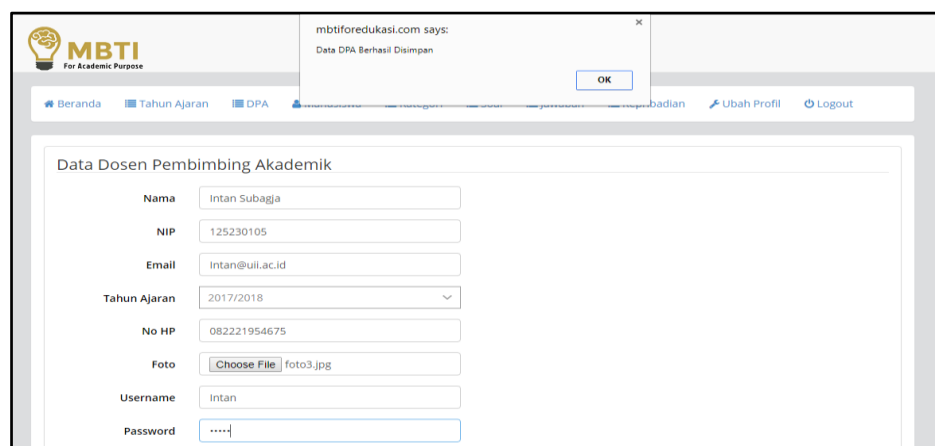 mbtiforedukasi.com says:
Data DPA Berhasil Disimpan
OK
MBTI
For Academic Purpose
Beranda Tahun Ajaran DPA Ubah Profil Logout
Data Dosen Pembimbing Akademik
Nama Intan Subagja
NIP 125230105
Email Intan@uii.ac.id
Tahun Ajaran 2017/2018
No HP 082221954675
Foto Choose File foto3.jpg
Username Intan
Password •••••